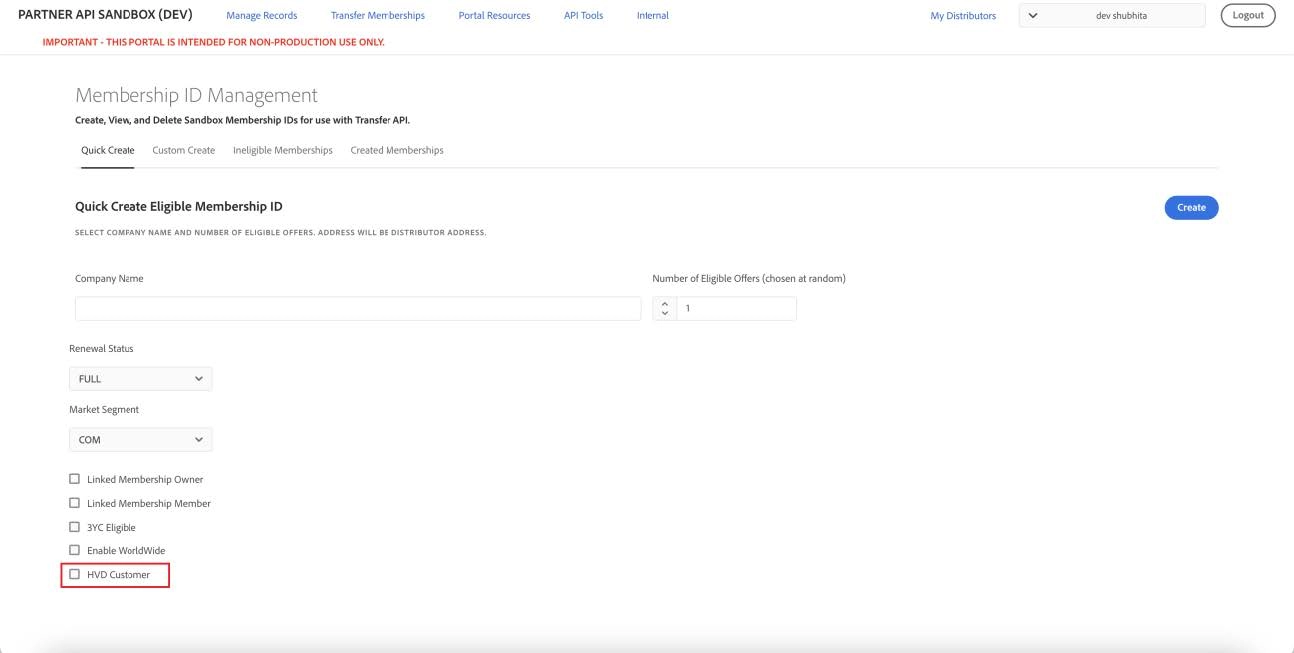 PARTNER API SANDBOX (DEV) Manage Records Transfer Memberships Portal Resources API Tools Internal My Distributors dev shubhita Logout
IMPORTANT - THIS PORTAL IS INTENDED FOR NON-PRODUCTION USE ONLY.
Membership ID Management
Create, View, and Delete Sandbox Membership IDs for use with Transfer API.
Quick Create Custom Create Ineligible Memberships Created Memberships
Quick Create Eligible Membership ID Create
SELECT COMPANY NAME AND NUMBER OF ELIGIBLE OFFERS. ADDRESS WILL BE DISTRIBUTOR ADDRESS.
Company Name Number of Eligible Offers (chosen at random)
1
Renewal Status
FULL
Market Segment
COM
Linked Membership Owner
Linked Membership Member
3YC Eligible
Enable WorldWide
HVD Customer